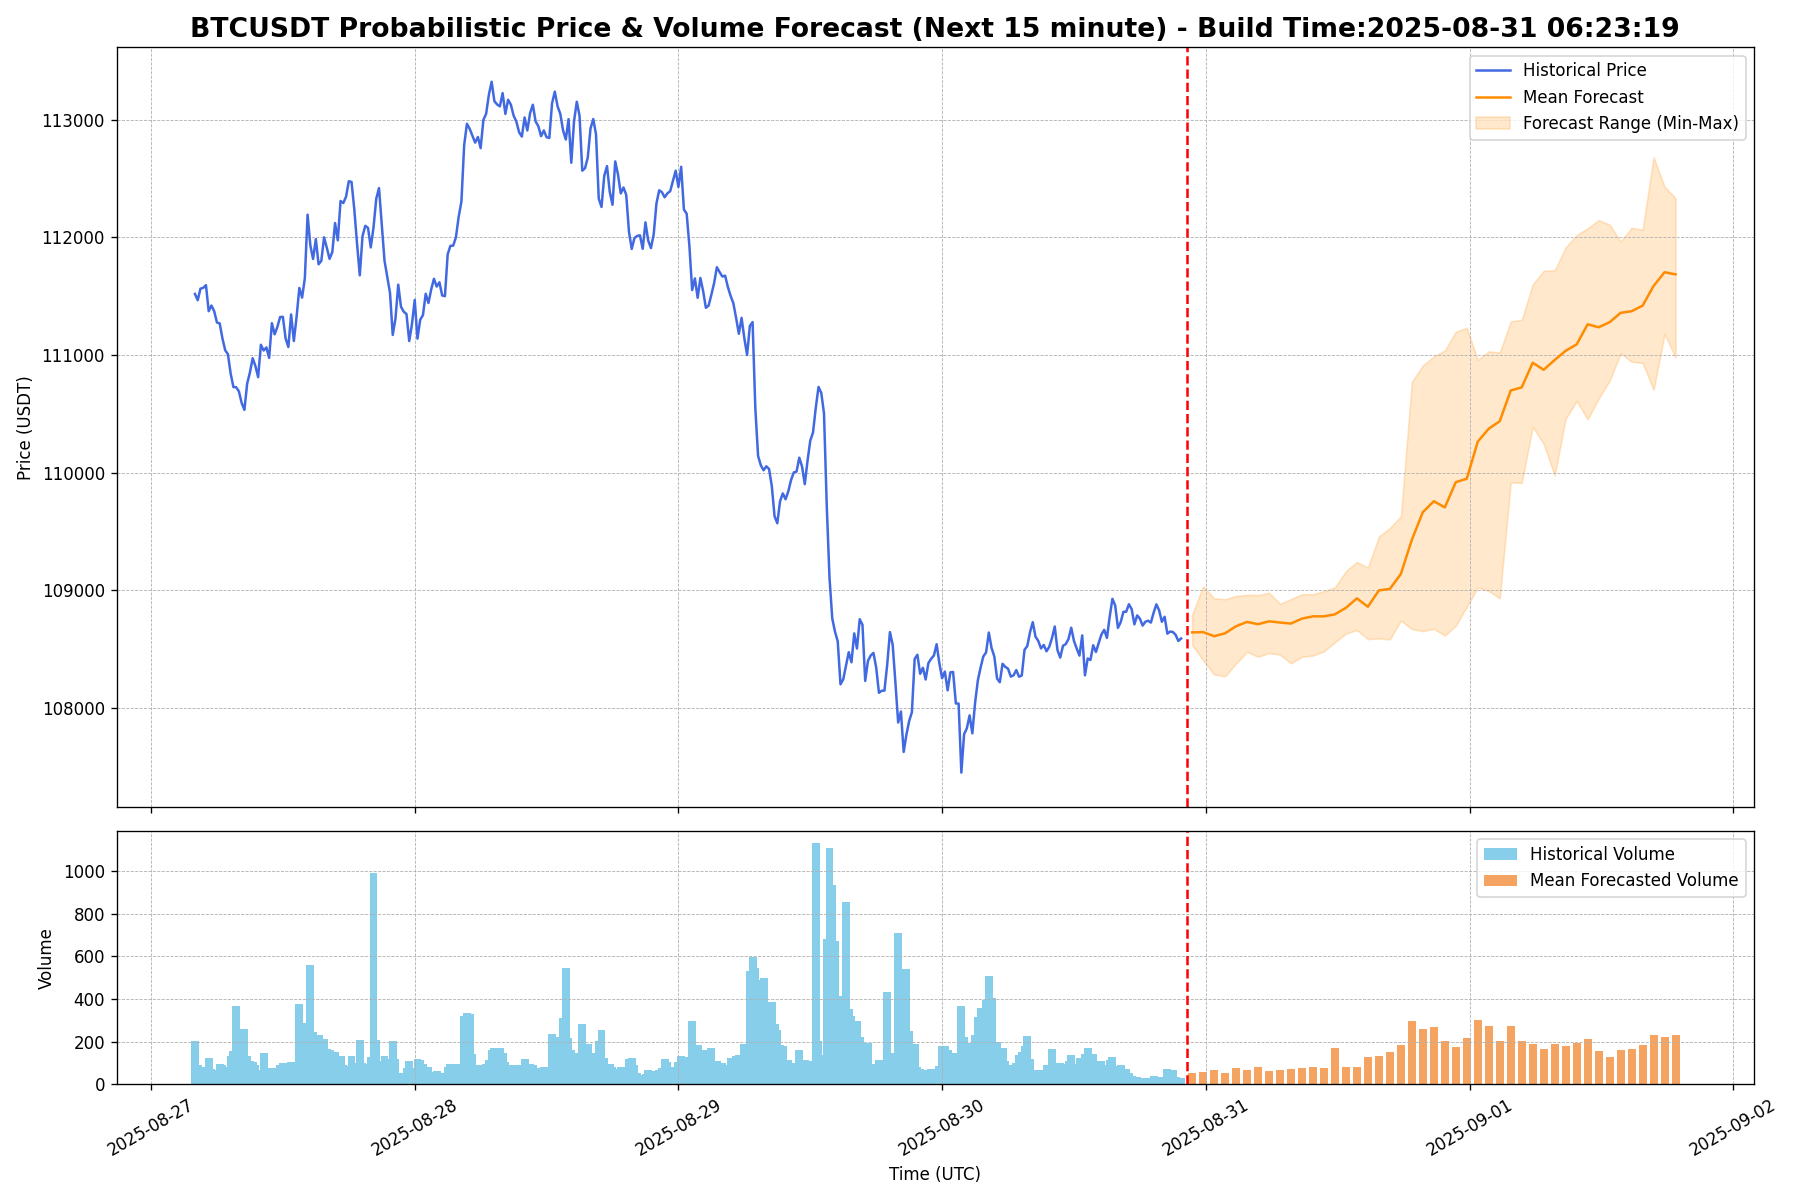 BTCUSDT Probabilistic Price & Volume Forecast (Next 15 minute) - Build Time:2025-08-31 06:23:19
Historical Price
Mean Forecast
Forecast Range (Min-Max)
113000
112000
111000
110000
109000
108000
Price (USDT)
Historical Volume
Mean Forecasted Volume
1000
800
600
400
200
0
Volume
2025-08-27
2025-08-28
2025-08-29
2025-08-30
2025-08-31
2025-09-01
2025-09-02
Time (UTC)